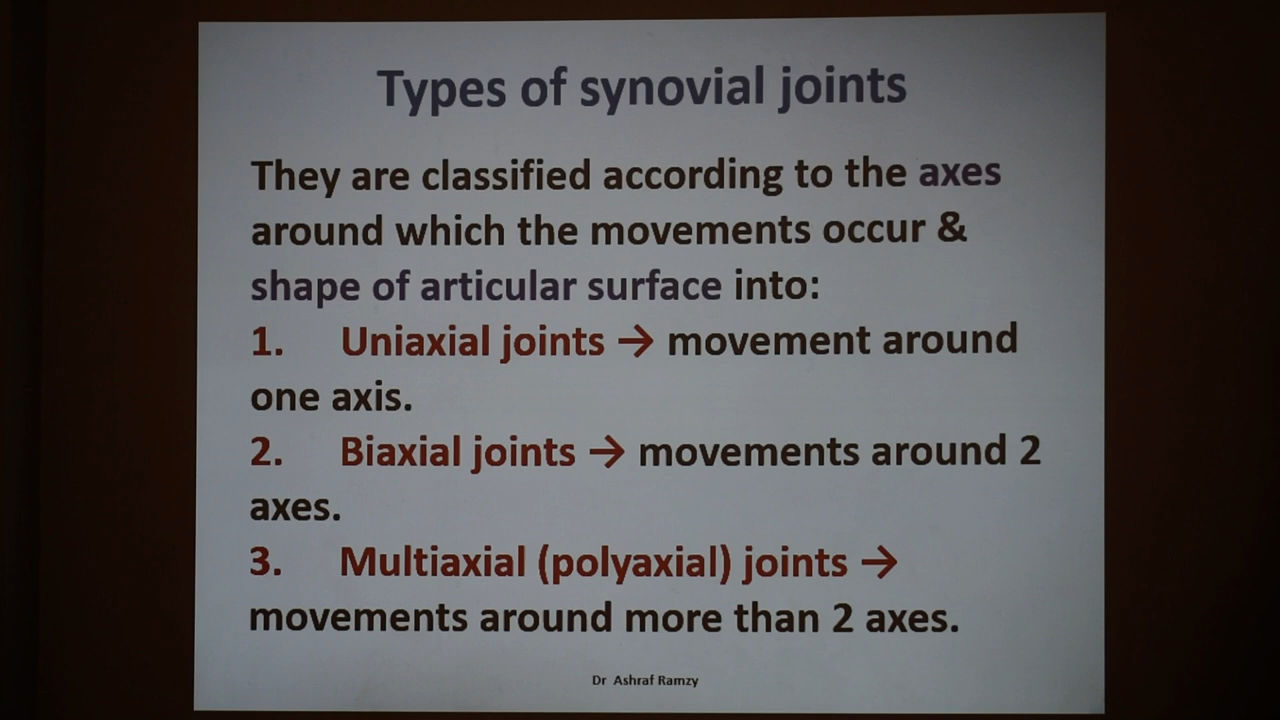 Types of synovial joints
They are classified according to the axes
around which the movements occur &
shape of articular surface into:
1. Uniaxial joints → movement around
one axis.
2. Biaxial joints → movements around 2
axes.
3. Multiaxial (polyaxial) joints →
movements around more than 2 axes.
Dr Ashraf Ramzy